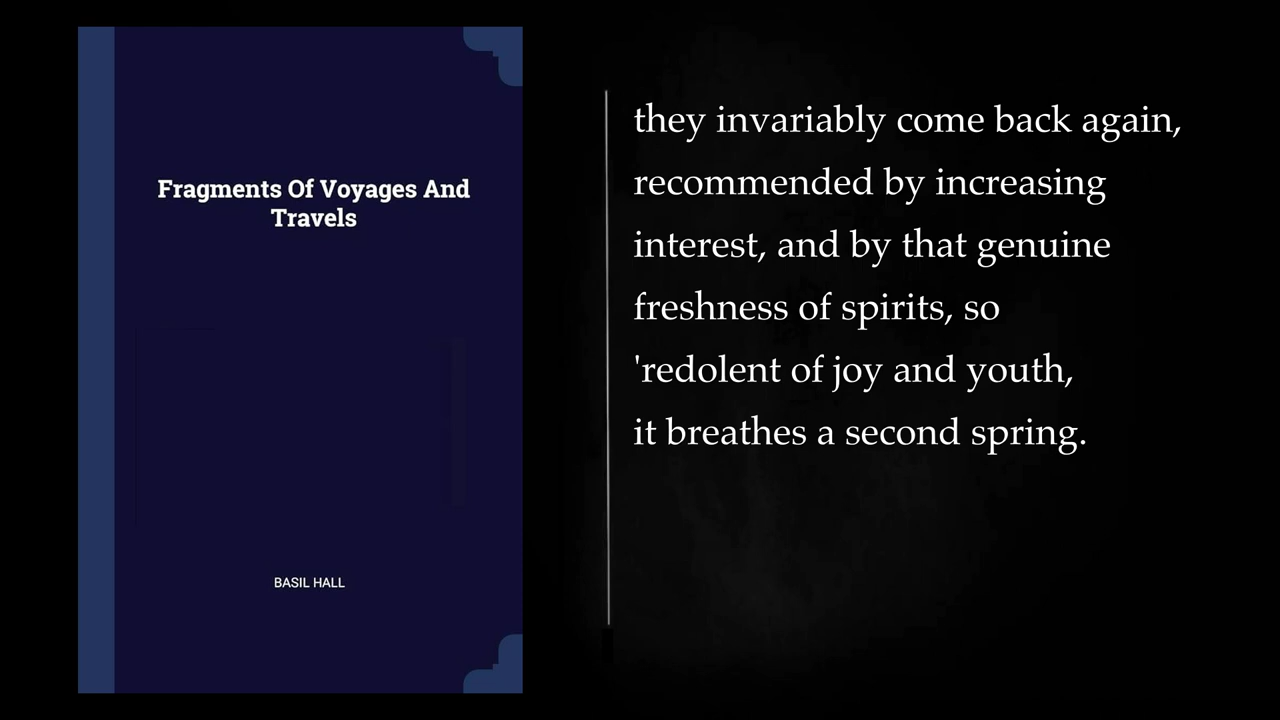 Fragments Of Voyages And
Travels
BASIL HALL
they invariably come back again,
recommended by increasing
interest, and by that genuine
freshness of spirits, so
'redolent of joy and youth,
it breathes a second spring.